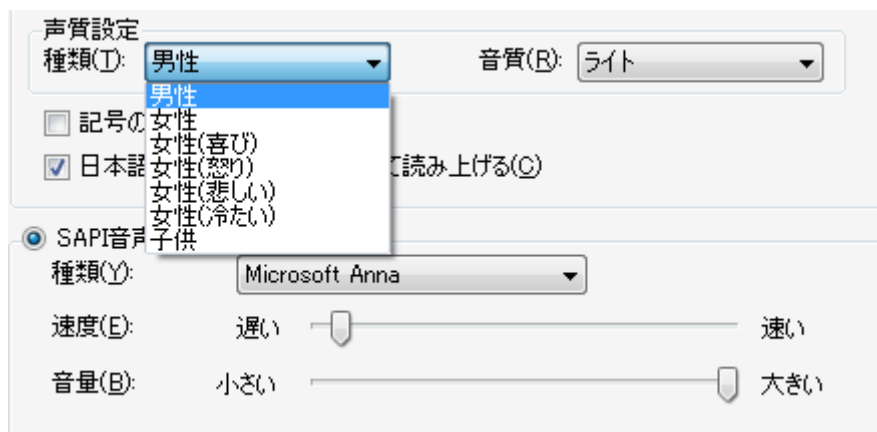 声質設定
種類(T): 男性 音質(R): ライト
男性
記号の
女性
女性(喜び)
日本語 女性(怒り) て読み上げる(C)
女性(悲しい)
女性(冷たい)
SAPI音声
子供
種類(Y): Microsoft Anna
速度(E): 遅い 速い
音量(B): 小さい 大きい